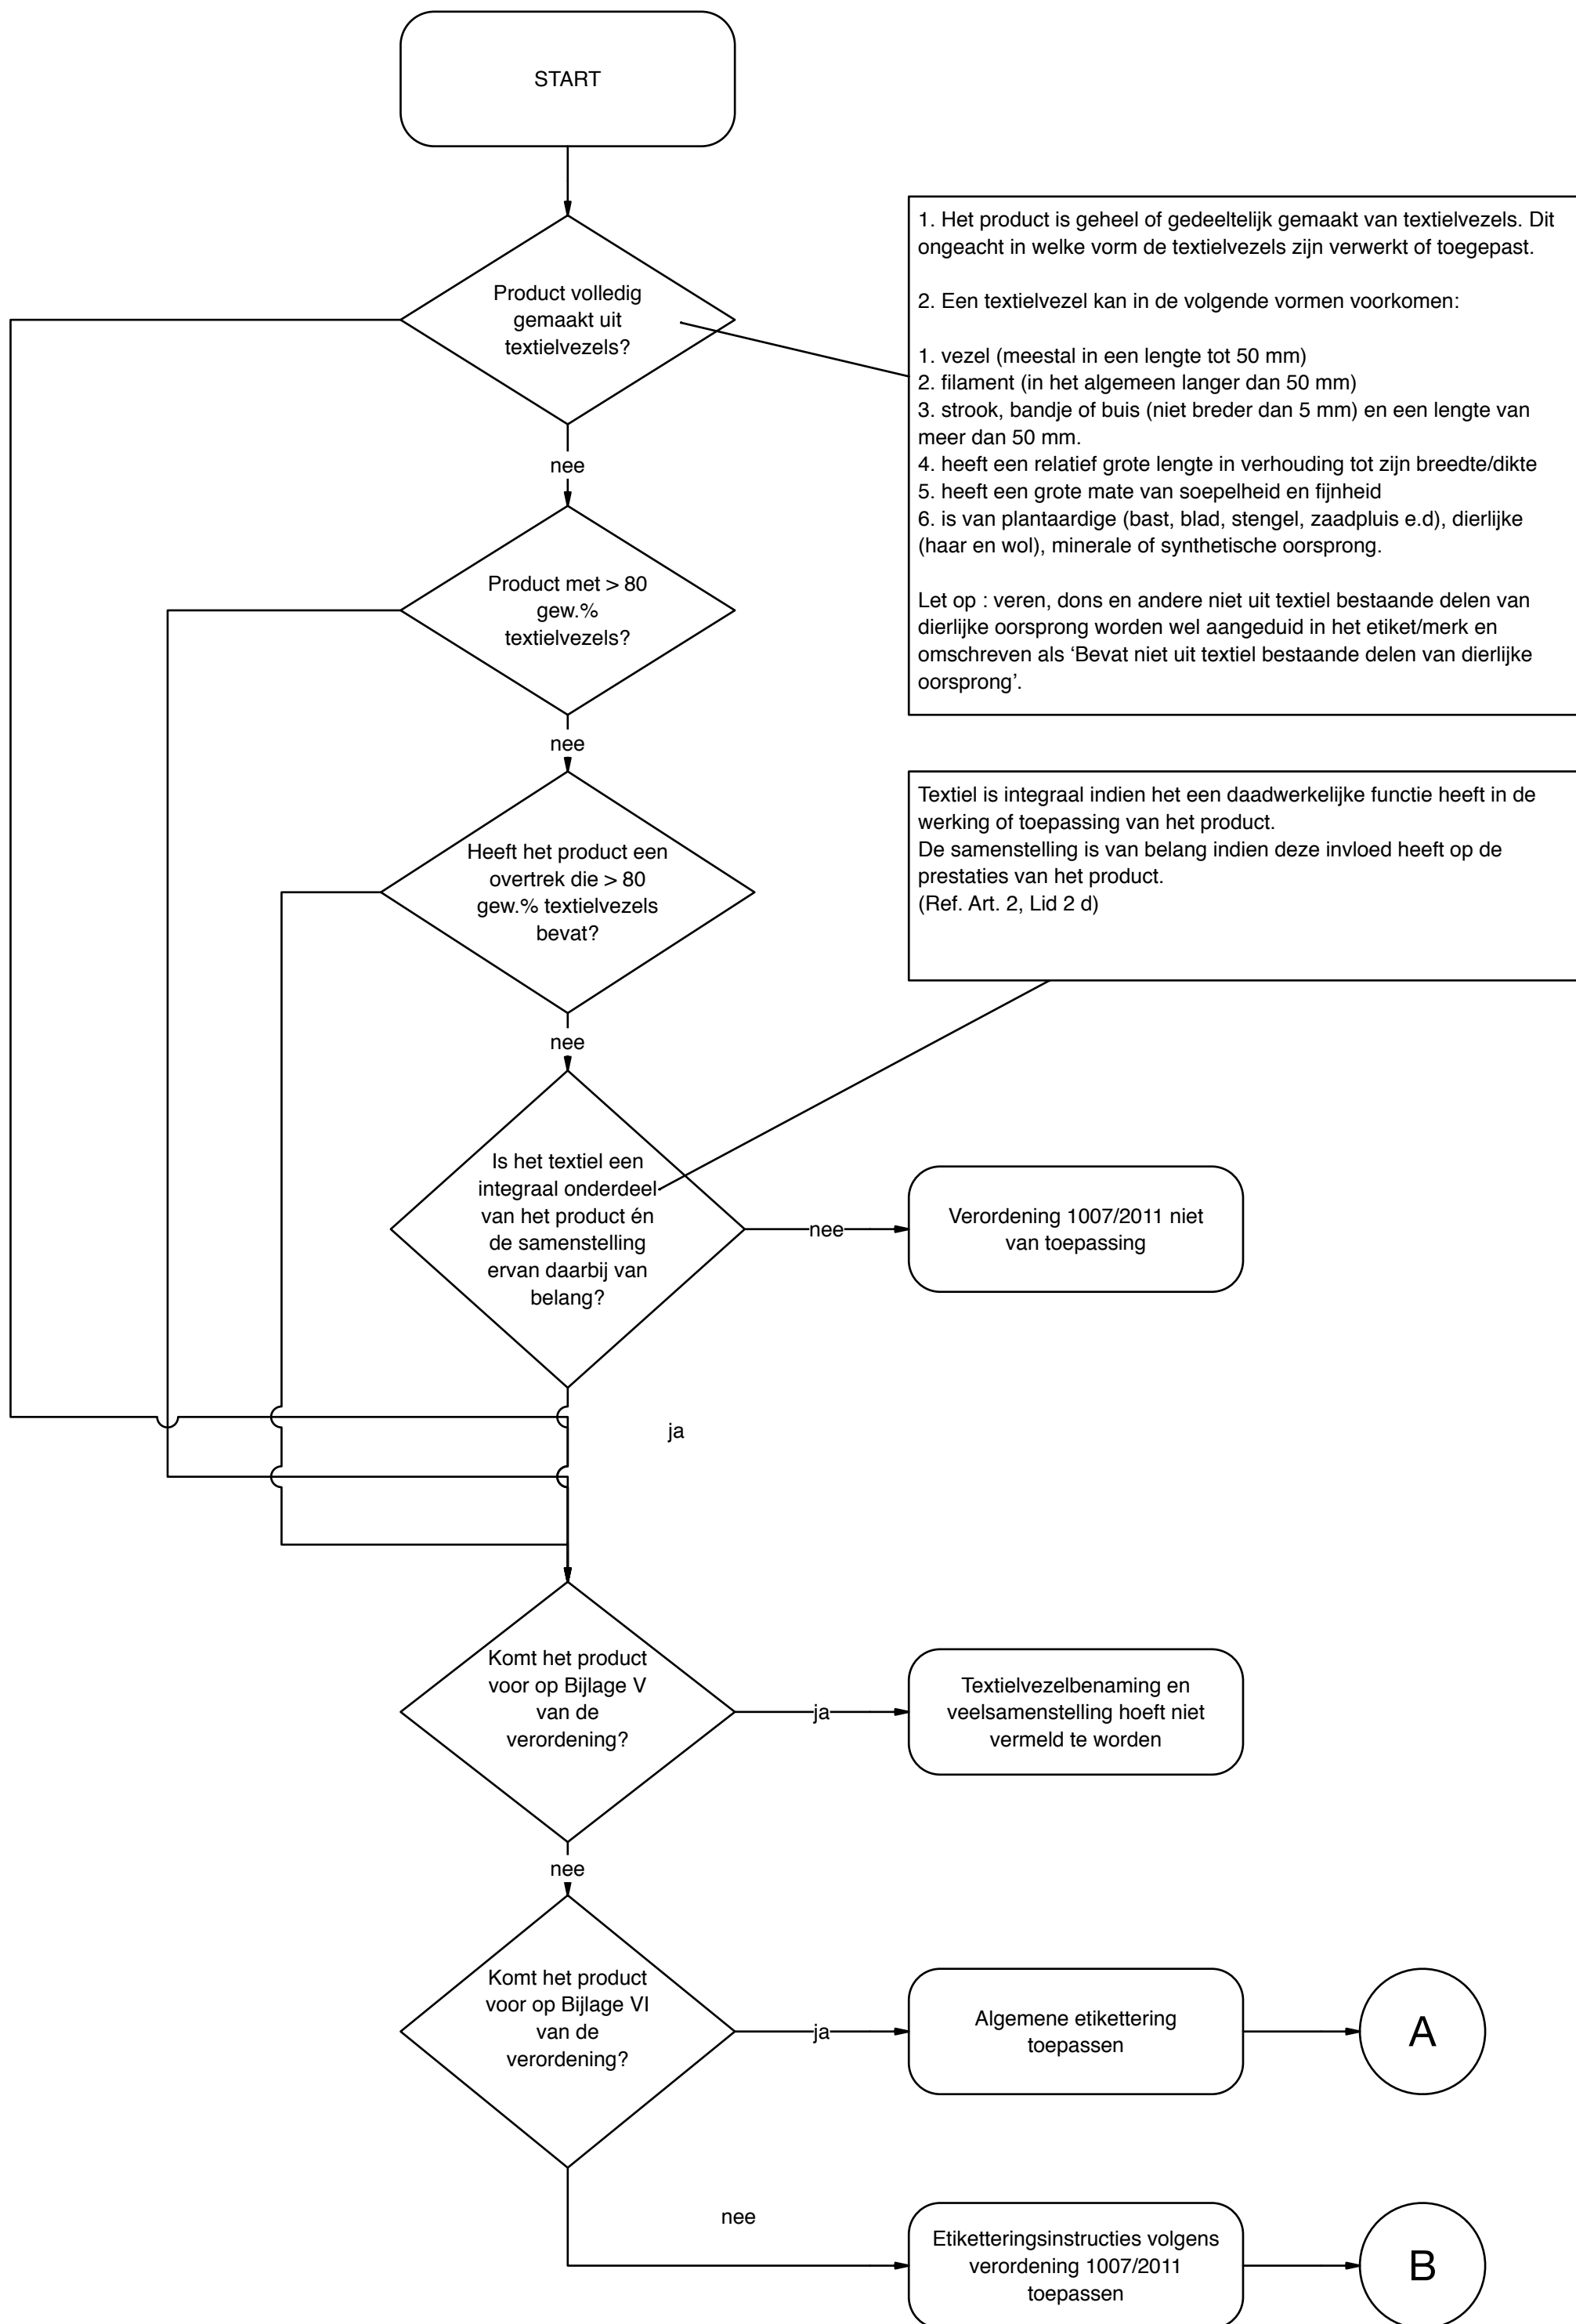 START
Product volledig
gemaakt uit
textielvezels?
1. Het product is geheel of gedeeltelijk gemaakt van textielvezels. Dit
ongeacht in welke vorm de textielvezels zijn verwerkt of toegepast.
2. Een textielvezel kan in de volgende vormen voorkomen:
1. vezel (meestal in een lengte tot 50 mm)
2. filament (in het algemeen langer dan 50 mm)
3. strook, bandje of buis (niet breder dan 5 mm) en een lengte van
meer dan 50 mm.
4. heeft een relatief grote lengte in verhouding tot zijn breedte/dikte
5. heeft een grote mate van soepelheid en fijnheid
6. is van plantaardige (bast, blad, stengel, zaadpluis e.d), dierlijke
(haar en wol), minerale of synthetische oorsprong.
Let op : veren, dons en andere niet uit textiel bestaande delen van
dierlijke oorsprong worden wel aangeduid in het etiket/merk en
omschreven als ‘Bevat niet uit textiel bestaande delen van dierlijke
oorsprong’.
nee
Product met > 80
gew.%
textielvezels?
nee
Heeft het product een
overtrek die > 80
gew.% textielvezels
bevat?
Textiel is integraal indien het een daadwerkelijke functie heeft in de
werking of toepassing van het product.
De samenstelling is van belang indien deze invloed heeft op de
prestaties van het product.
(Ref. Art. 2, Lid 2 d)
nee
Is het textiel een
integraal onderdeel
van het product én
de samenstelling
ervan daarbij van
belang?
nee
Verordening 1007/2011 niet
van toepassing
ja
Komt het product
voor op Bijlage V
van de
verordening?
ja
Textielvezelbenaming en
veelsamenstelling hoeft niet
vermeld te worden
nee
Komt het product
voor op Bijlage VI
van de
verordening?
ja
Algemene etikettering
toepassen
A
nee
Etiketteringsinstructies volgens
verordening 1007/2011
toepassen
B